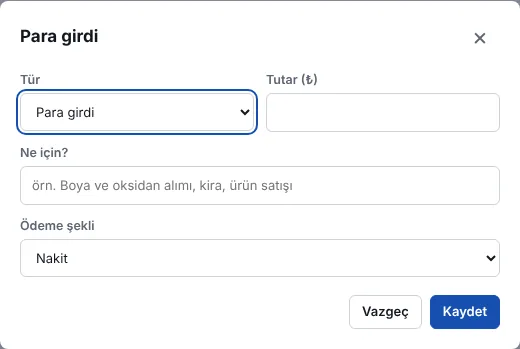 Para girdi
Tür
Tutar (₺)
Para girdi
Ne için?
örn. Boya ve oksidan alımı, kira, ürün satışı
Ödeme şekli
Nakit
Vazgeç
Kaydet